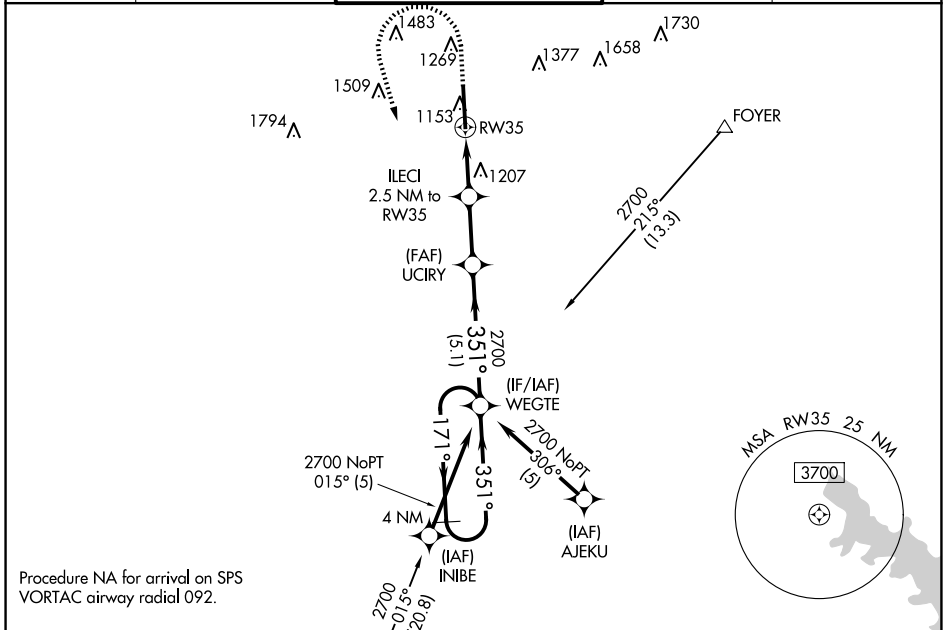 1483
1730
1269
1377
1658
1509
1153
1794
RW35
FOYER
1207
ILECI
2.5 NM to
RW35
2700
215°
(13.3)
(FAF)
UCIRY
2700
351°
(5.1)
(IF/IAF)
WEGTE
171°
351°
2700 NoPT
306°
(5)
2700 NoPT
015° (5)
4 NM
(IAF)
INIBE
(IAF)
AJEKU
MSA RW35 25 NM
3700
Procedure NA for arrival on SPS
VORTAC airway radial 092.
2700
015°
(20.8)